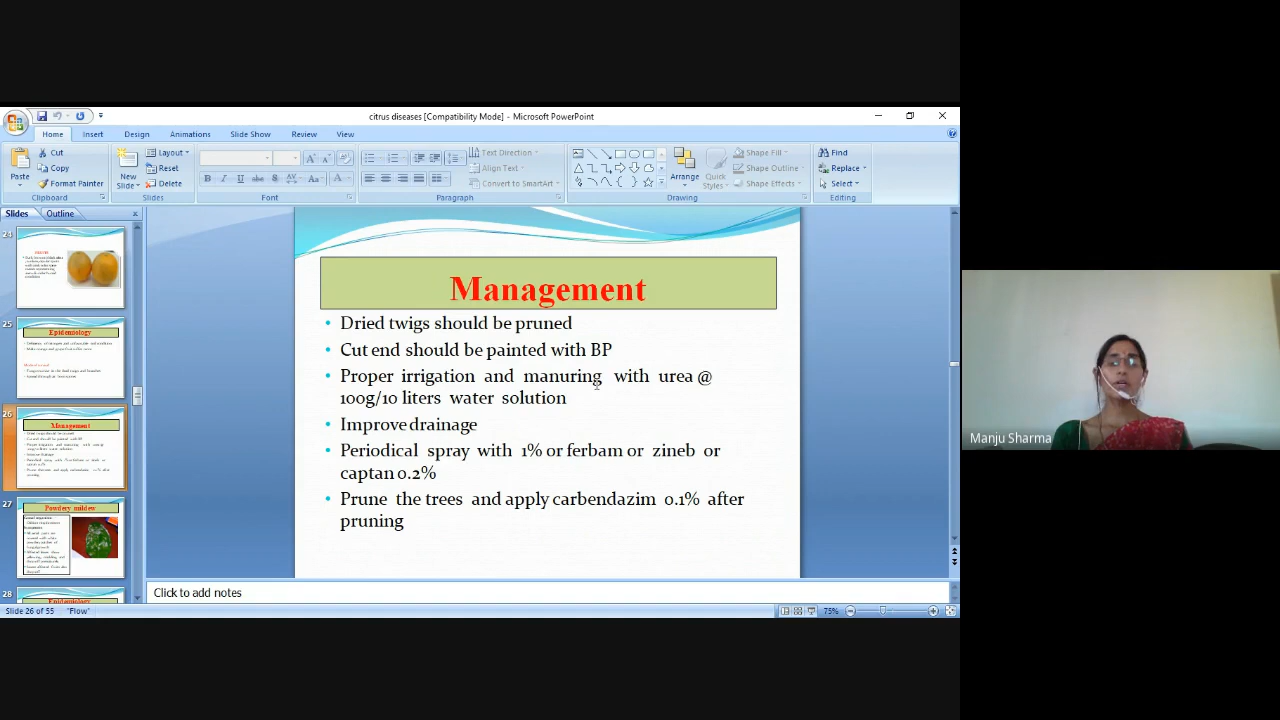 citrus diseases [Compatibility Mode] - Microsoft PowerPoint
Home Insert Design Animations Slide Show Review View
Paste
Cut
Copy
Format Painter
Clipboard
New Slide
Layout
Reset
Delete
Slides
Font
Text Direction
Align Text
Convert to SmartArt
Paragraph
Arrange
Quick Styles
Shape Fill
Shape Outline
Shape Effects
Drawing
Find
Replace
Select
Editing
Slides Outline
24
25
Epidemiology
26
Management
27
Powdery mildew
28
Epidemiology
Management
• Dried twigs should be pruned
• Cut end should be painted with BP
• Proper irrigation and manuring with urea @
100g/10 liters water solution
• Improve drainage
• Periodical spray with 1% or ferbam or zineb or
captan 0.2%
• Prune the trees and apply carbendazim 0.1% after
pruning
Click to add notes
Slide 26 of 55 "Flow" 75%
Manju Sharma